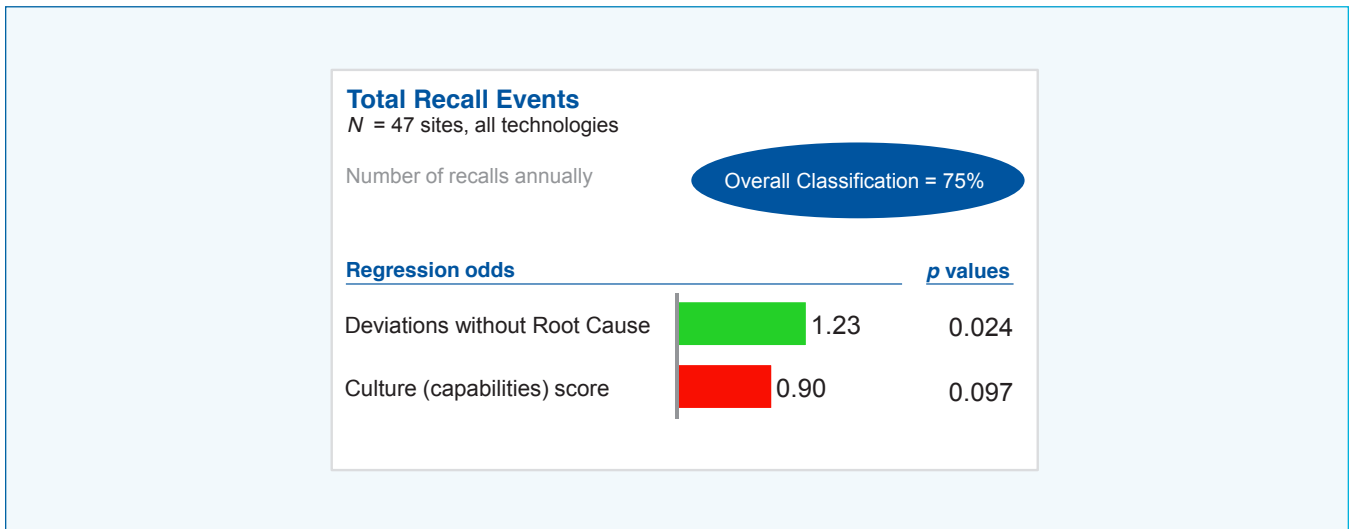 Total Recall Events
N = 47 sites, all technologies
Number of recalls annually
Overall Classification = 75%
Regression odds
p values
Deviations without Root Cause 1.23 0.024
Culture (capabilities) score 0.90 0.097